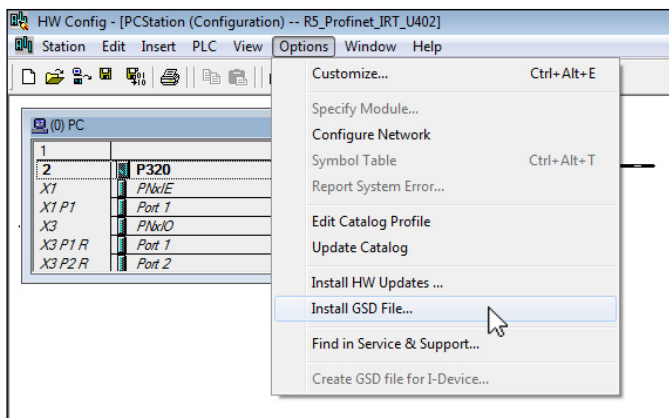 HW Config - [PCStation (Configuration) -- R5_Profinet_IRT_U402]
Station Edit Insert PLC View Options Window Help
Customize... Ctrl+Alt+E
Specify Module...
Configure Network
Symbol Table Ctrl+Alt+T
Report System Error...
Edit Catalog Profile
Update Catalog
Install HW Updates ...
Install GSD File...
Find in Service & Support...
Create GSD file for I-Device...
(0) PC
1
2 P320
X1 PNxIE
X1 P1 Port 1
X3 PNxIO
X3 P1 R Port 1
X3 P2 R Port 2